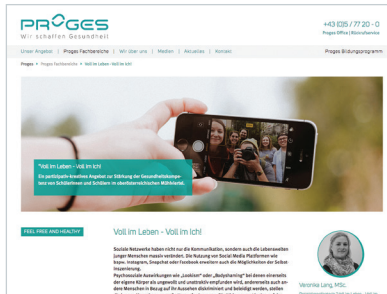 PROGES
Wir schaffen Gesundheit
+43 (0)5 / 77 20 - 0
Proges Office | Bürorufservice
Unser Angebot | Proges Fachbereiche | Wir über uns | Medien | Aktuelles | Kontakt
Proges Bildungsprogramm
Proges > Proges Fachbereiche > Voll im Leben - Voll im Ich!
"Voll im Leben - Voll im Ich!
Ein partizipativ-kreatives Angebot zur Stärkung der Gesundheitskompe-
tenz von Schülerinnen und Schülern im oberösterreichischen Mühlviertel.
FEEL FREE AND HEALTHY
Voll im Leben - Voll im Ich!
Soziale Netzwerke haben nicht nur die Kommunikation, sondern auch die Lebenswelten
junger Menschen massiv verändert. Die Nutzung von Social Media Plattformen wie
bspw. Instagram, Snapchat oder Facebook erweitern auch die Möglichkeiten der Selbst-
inszenierung.
Psychosoziale Auswirkungen wie „Lookism“ oder „Bodyshaming“ bei denen einerseits
der eigene Körper als ungewollt und unattraktiv empfunden wird, andererseits auch an-
dere Menschen in Bezug auf ihr Aussehen diskriminiert und beleidigt werden, stellen
Veronika Lang, MSc.